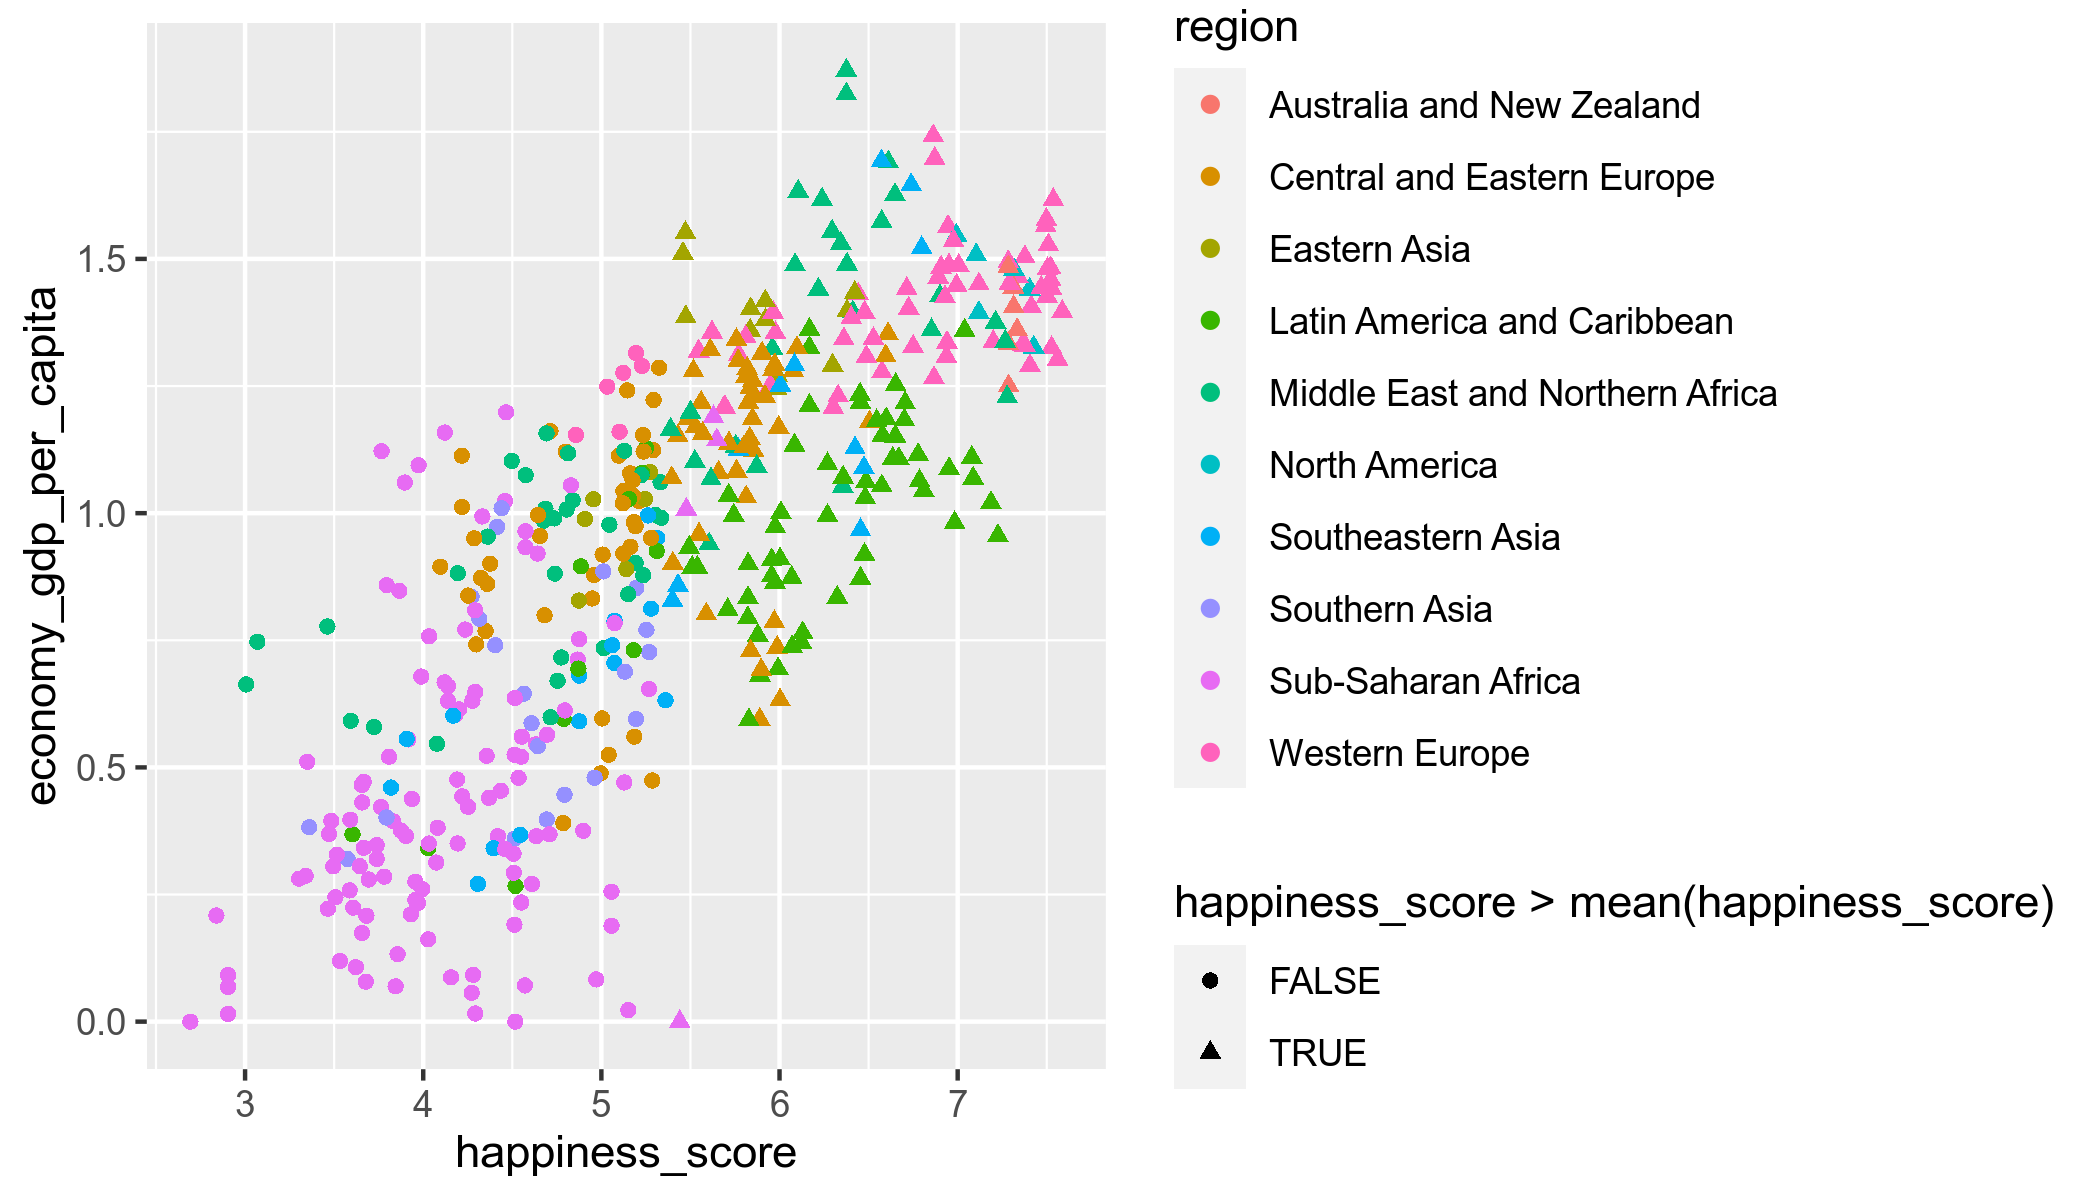 economy_gdp_per_capita
1.5
1.0
0.5
0.0
3 4 5 6 7
happiness_score
region
Australia and New Zealand
Central and Eastern Europe
Eastern Asia
Latin America and Caribbean
Middle East and Northern Africa
North America
Southeastern Asia
Southern Asia
Sub-Saharan Africa
Western Europe
happiness_score > mean(happiness_score)
FALSE
TRUE